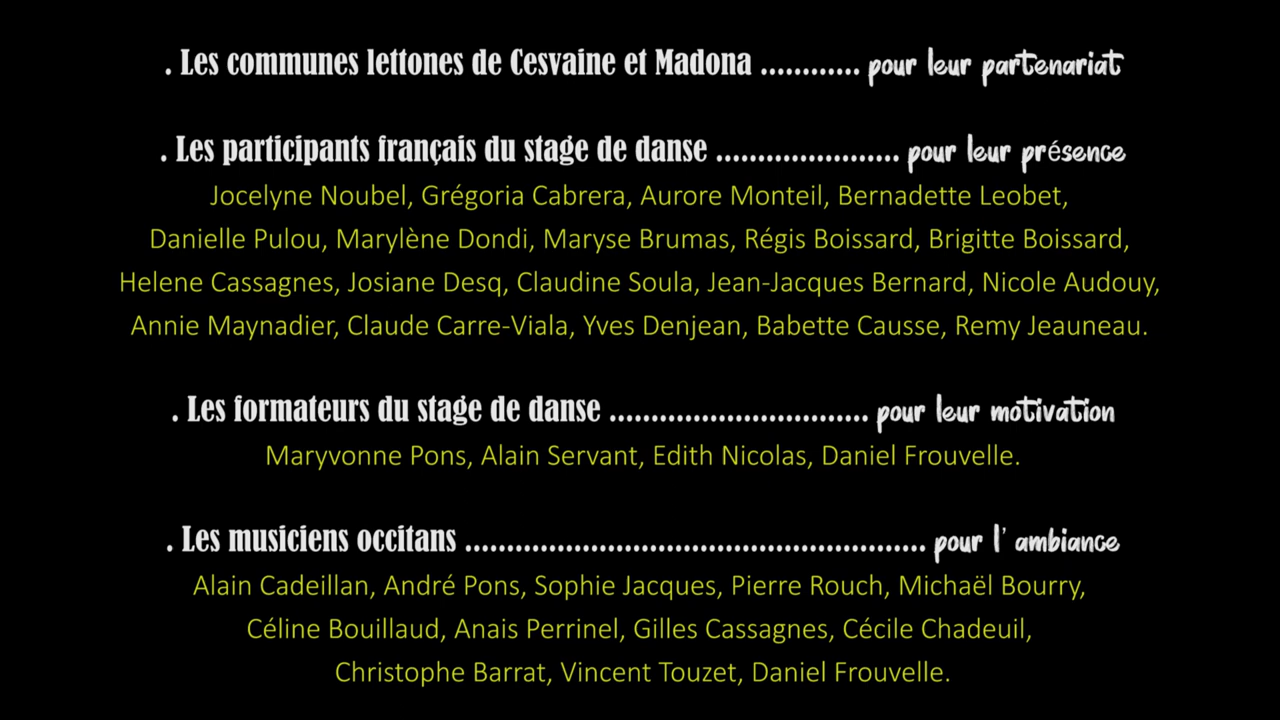 . Les communes lettones de Cesvaine et Madona ............ pour leur partenariat
. Les participants français du stage de danse ...................... pour leur présence
Jocelyne Noubel, Grégoria Cabrera, Aurore Monteil, Bernadette Leobet,
Danielle Pulou, Marylène Dondi, Maryse Brumas, Régis Boissard, Brigitte Boissard,
Helene Cassagnes, Josiane Desq, Claudine Soula, Jean-Jacques Bernard, Nicole Audouy,
Annie Maynadier, Claude Carre-Viala, Yves Denjean, Babette Causse, Remy Jeauneau.
. Les formateurs du stage de danse ............................... pour leur motivation
Maryvonne Pons, Alain Servant, Edith Nicolas, Daniel Frouvelle.
. Les musiciens occitans ....................................................... pour l' ambiance
Alain Cadeillan, André Pons, Sophie Jacques, Pierre Rouch, Michaël Bourry,
Céline Bouillaud, Anais Perrinel, Gilles Cassagnes, Cécile Chadeuil,
Christophe Barrat, Vincent Touzet, Daniel Frouvelle.